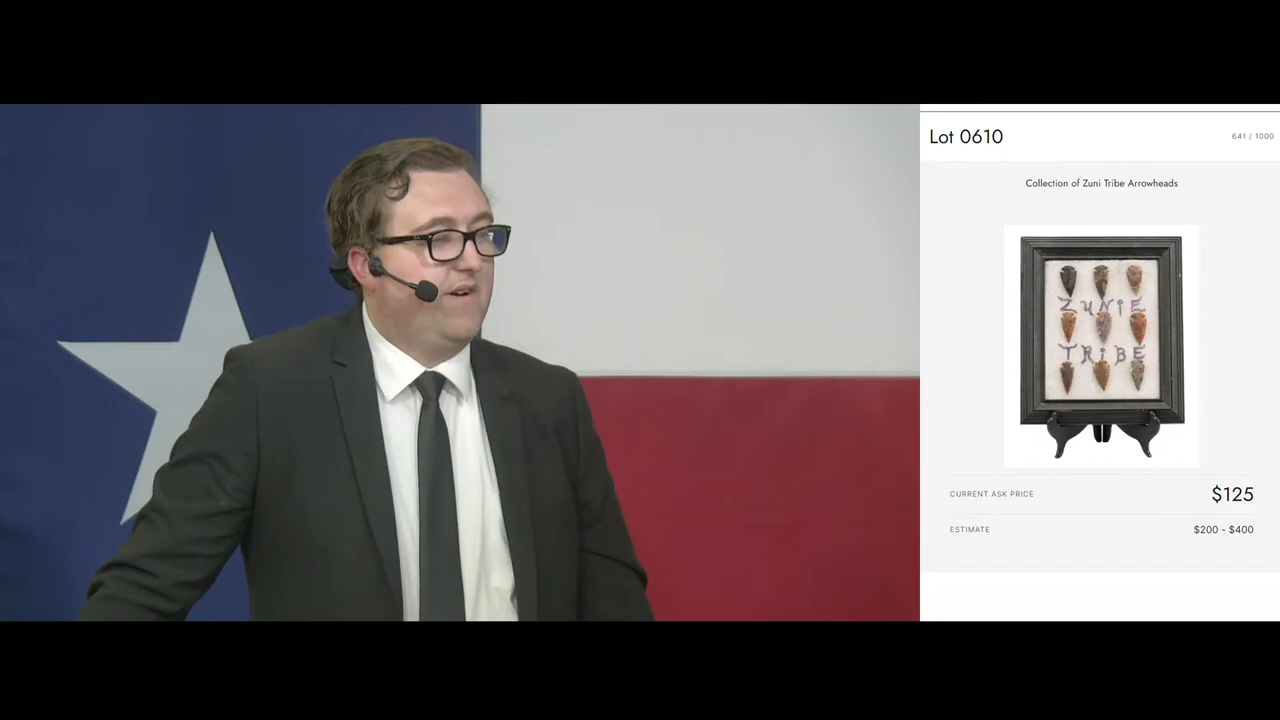 Lot 0610
641 / 1000
Collection of Zuni Tribe Arrowheads
ZUNiE
TRiBE
CURRENT ASK PRICE
$125
ESTIMATE
$200 - $400